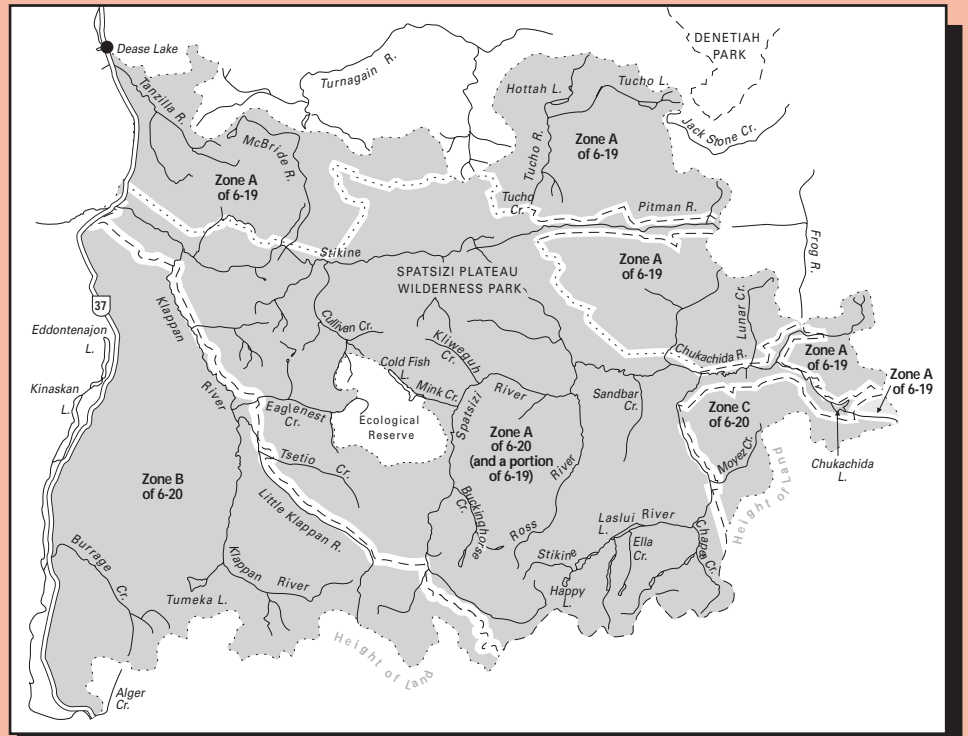 DENETIAH
PARK
Dease Lake
Turnagain R.
Tanzilla R.
Hottah L.
Tucho L.
Jack Stone Cr.
McBride R.
Tucho R.
Zone A
of 6-19
Zone A
of 6-19
Tucho
Cr.
Pitman R.
Stikine
Zone A
of 6-19
Frog R.
SPATSIZI PLATEAU
WILDERNESS PARK
37
Klappan
River
Eddontenajon
L.
Cullivan Cr.
Kliweguh
Cr.
Lunar Cr.
Chukachida R.
Zone A
of 6-19
Zone A
of 6-19
Kinaskan
L.
Cold Fish
L.
Mink Cr.
Spatsizi
River
Sandbar
Cr.
Zone C
of 6-20
Eaglenest
Cr.
Ecological
Reserve
Zone A
of 6-20
(and a portion
of 6-19)
Moyez Cr.
Chukachida
L.
Height of Land
Tsetio Cr.
Zone B
of 6-20
Little Klappan R.
Buckinghorse
Cr.
Ross
River
Laslui
L.
River
Stikine
Ella
Cr.
Chapea Cr.
Burrage Cr.
Klappan River
Tumeka L.
Happy
L.
Height of Land
Alger
Cr.